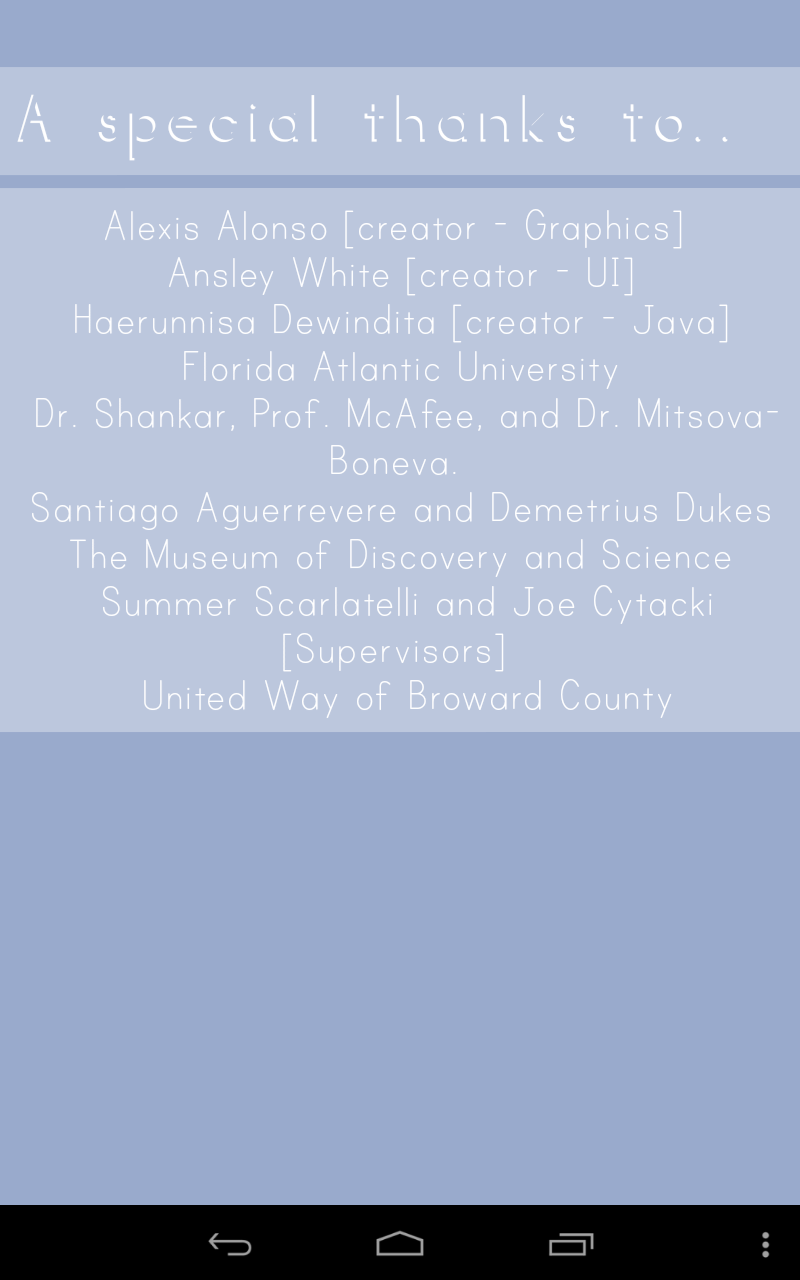 A special thanks to..
Alexis Alonso [creator - Graphics]
Ansley White [creator - UI]
Haerunnisa Dewindita [creator - Java]
Florida Atlantic University
Dr. Shankar, Prof. McAfee, and Dr. Mitsova-
Boneva.
Santiago Aguerrevere and Demetrius Dukes
The Museum of Discovery and Science
Summer Scarlatelli and Joe Cytacki
[Supervisors]
United Way of Broward County